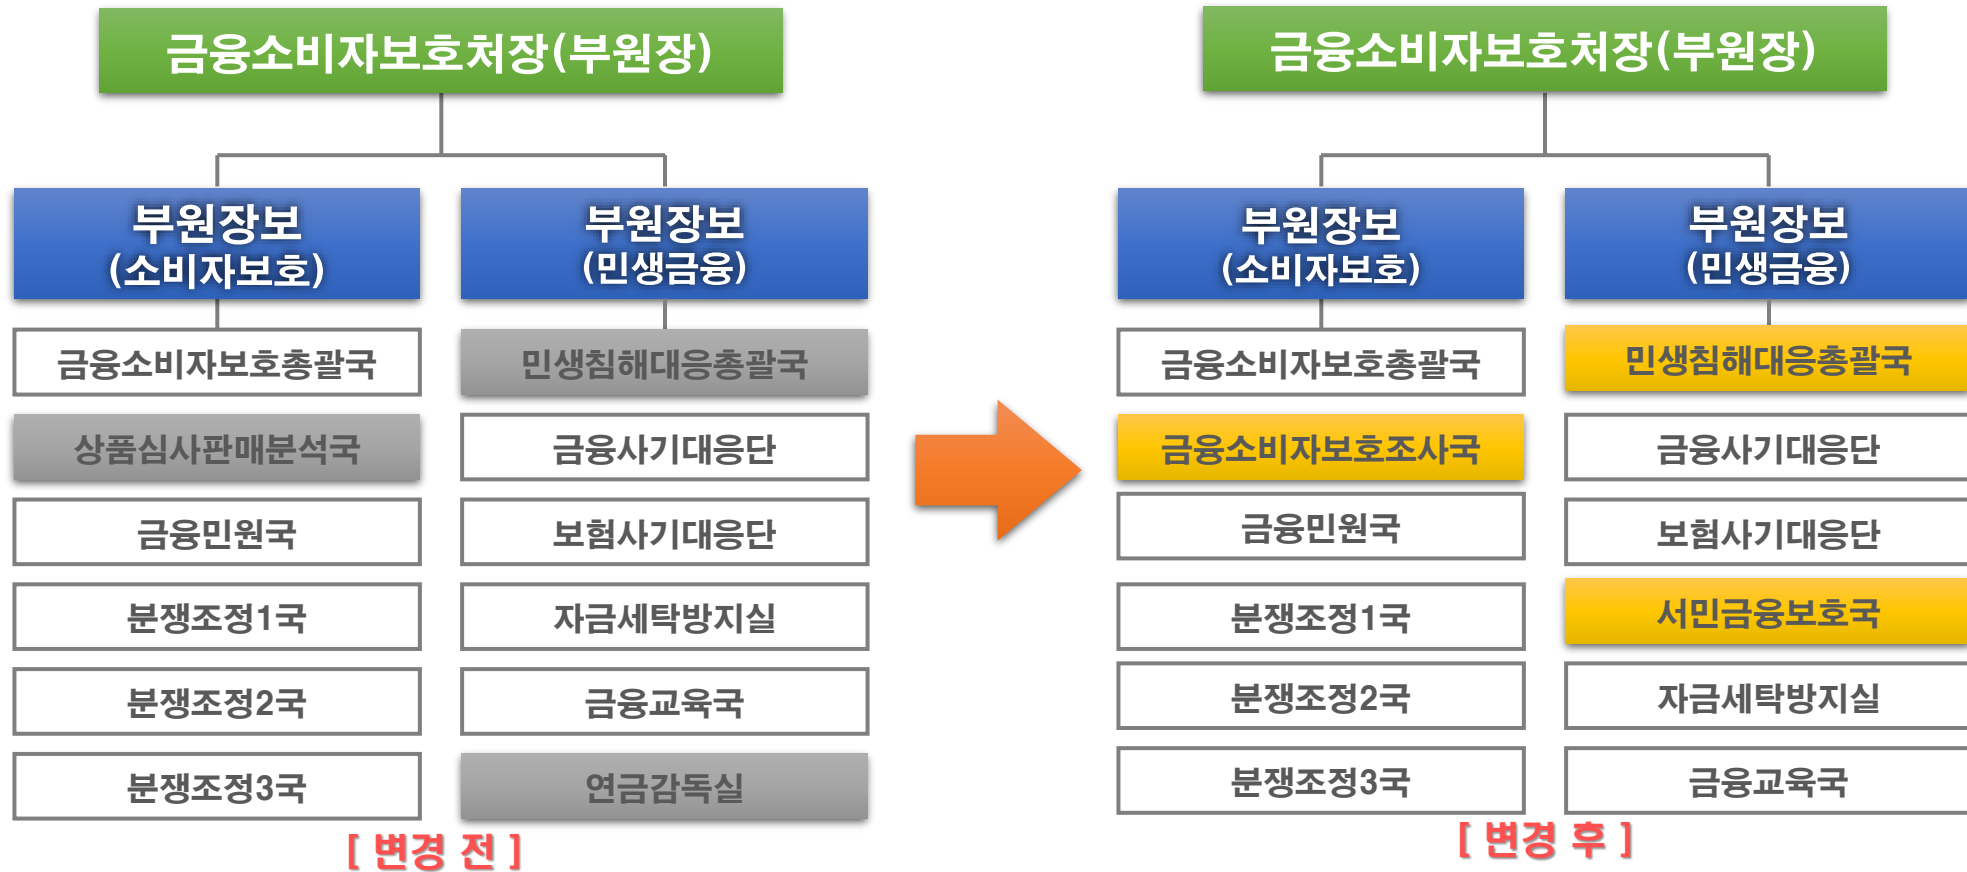 금융소비자보호처장(부원장)
부원장보
(소비자보호)
금융소비자보호총괄국
상품심사판매분석국
금융민원국
분쟁조정1국
분쟁조정2국
분쟁조정3국
부원장보
(민생금융)
민생침해대응총괄국
금융사기대응단
보험사기대응단
자금세탁방지실
금융교육국
연금감독실
[ 변경 전 ]
금융소비자보호처장(부원장)
부원장보
(소비자보호)
금융소비자보호총괄국
금융소비자보호조사국
금융민원국
분쟁조정1국
분쟁조정2국
분쟁조정3국
부원장보
(민생금융)
민생침해대응총괄국
금융사기대응단
보험사기대응단
서민금융보호국
자금세탁방지실
금융교육국
[ 변경 후 ]